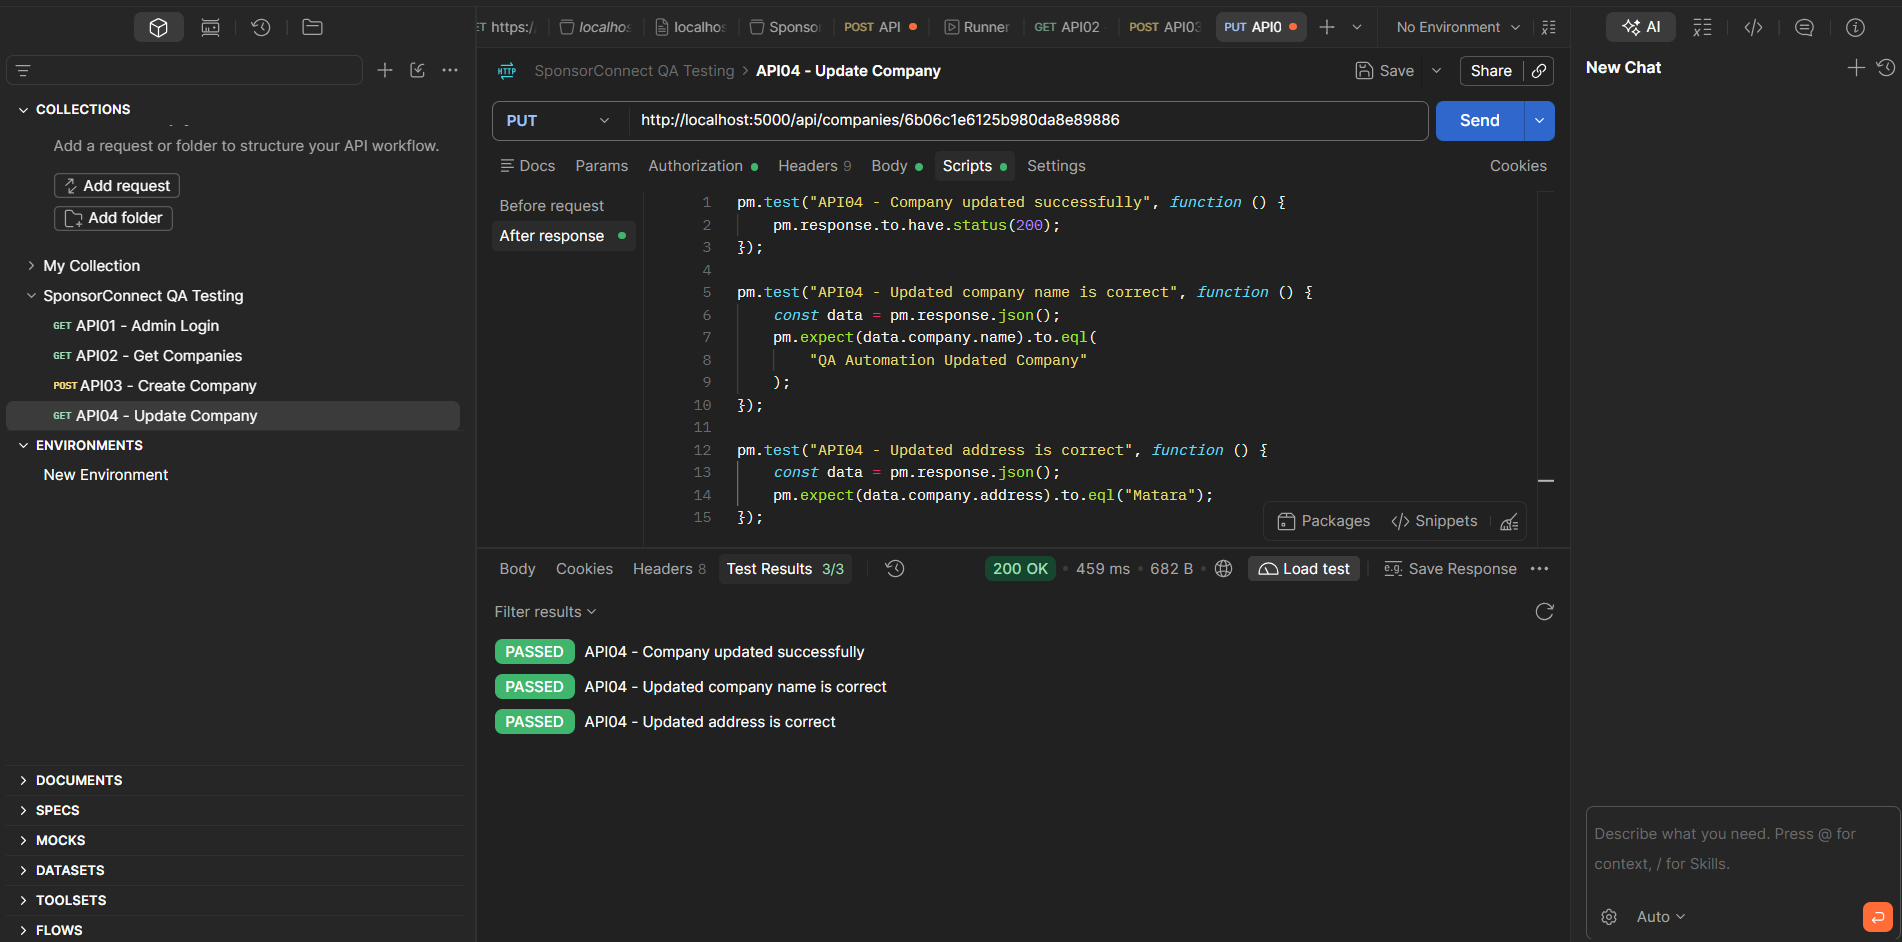 ET https:/
localhos
localhos
Sponsor
POST API
Runner
GET API02
POST API03
PUT API0
No Environment
AI
New Chat
COLLECTIONS
Add a request or folder to structure your API workflow.
Add request
Add folder
My Collection
SponsorConnect QA Testing
GET API01 - Admin Login
GET API02 - Get Companies
POST API03 - Create Company
GET API04 - Update Company
ENVIRONMENTS
New Environment
DOCUMENTS
SPECS
MOCKS
DATASETS
TOOLSETS
FLOWS
HTTP SponsorConnect QA Testing > API04 - Update Company
Save
Share
PUT
http://localhost:5000/api/companies/6b06c1e6125b980da8e89886
Send
Docs Params Authorization Headers 9 Body Scripts Settings
Cookies
Before request
After response
1 pm.test("API04 - Company updated successfully", function () {
2 pm.response.to.have.status(200);
3 });
4
5 pm.test("API04 - Updated company name is correct", function () {
6 const data = pm.response.json();
7 pm.expect(data.company.name).to.eql(
8 "QA Automation Updated Company"
9 );
10 });
11
12 pm.test("API04 - Updated address is correct", function () {
13 const data = pm.response.json();
14 pm.expect(data.company.address).to.eql("Matara");
15 });
Packages </> Snippets
Body Cookies Headers 8 Test Results 3/3
200 OK • 459 ms • 682 B •
Load test
e.g. Save Response
Filter results
PASSED API04 - Company updated successfully
PASSED API04 - Updated company name is correct
PASSED API04 - Updated address is correct
Describe what you need. Press @ for
context, / for Skills.
Auto